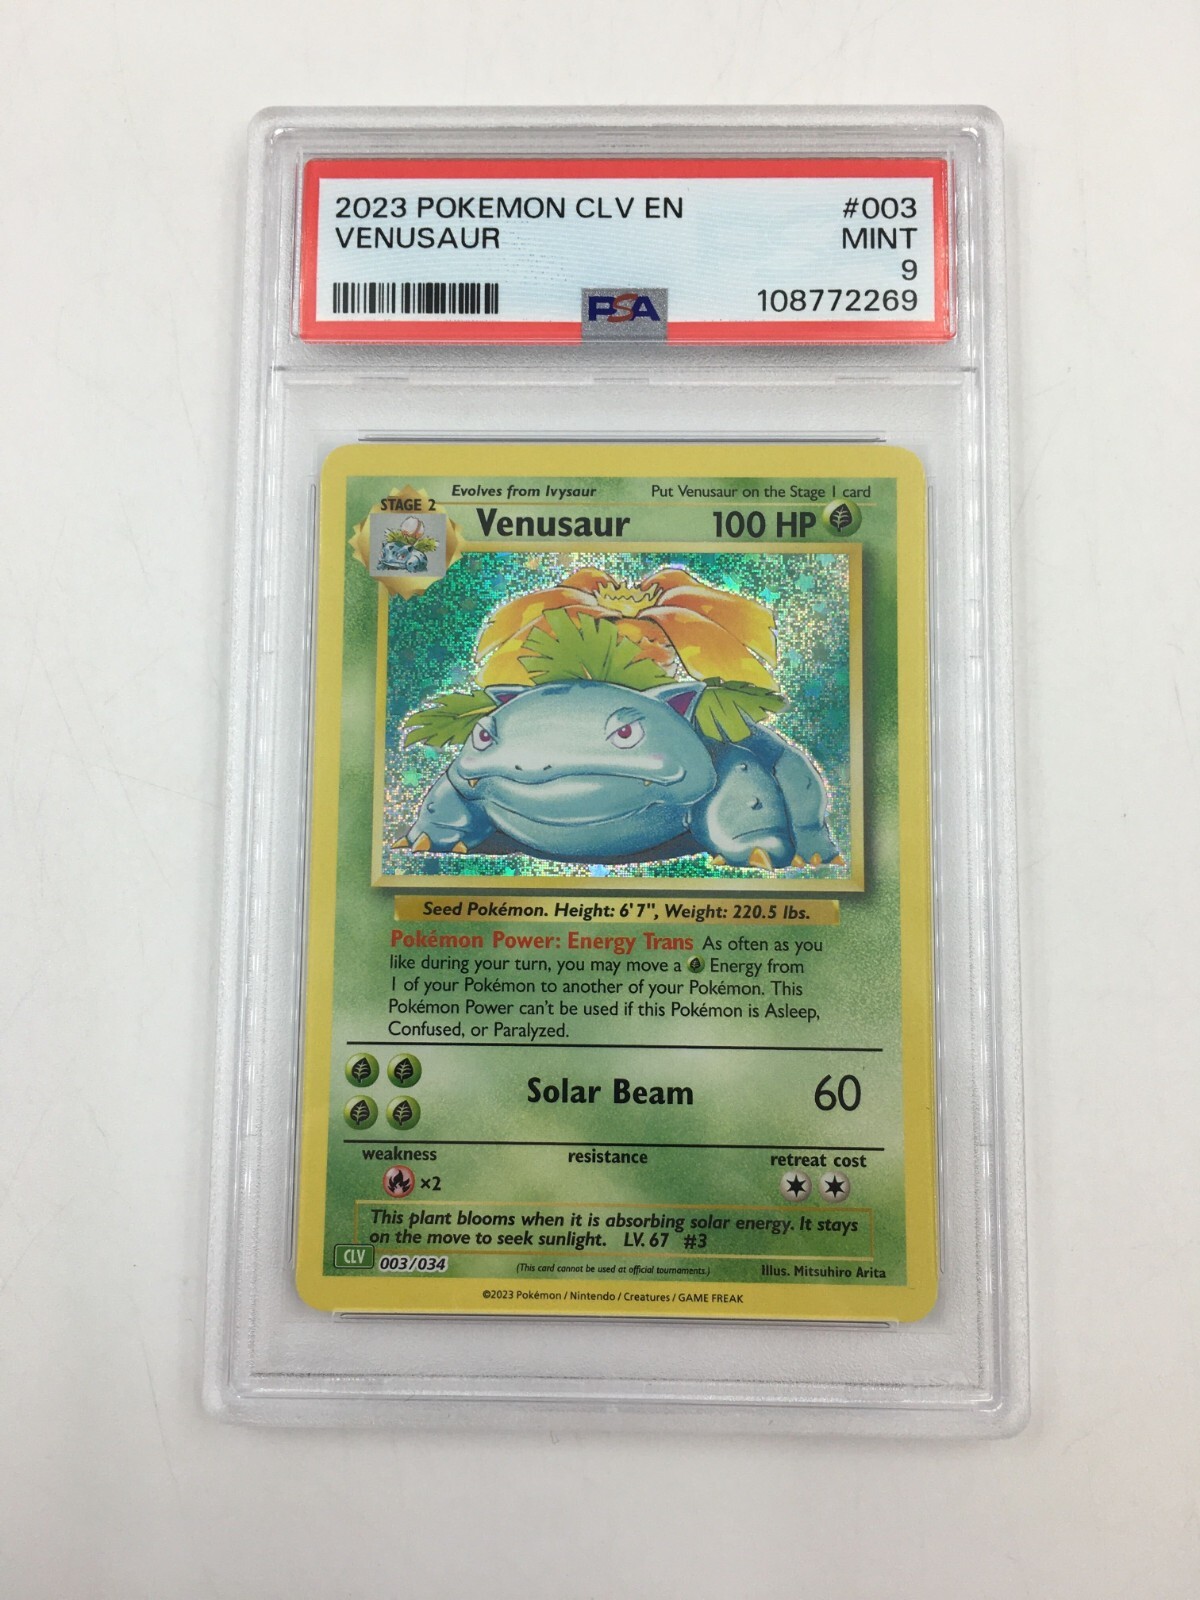 2023 POKEMON CLV EN #003
VENUSAUR MINT
9
PSA 108772269
Evolves from Ivysaur Put Venusaur on the Stage 1 card
STAGE 2
Venusaur 100 HP
Seed Pokémon. Height: 6' 7", Weight: 220.5 lbs.
Pokémon Power: Energy Trans As often as you
like during your turn, you may move a Energy from
1 of your Pokémon to another of your Pokémon. This
Pokémon Power can't be used if this Pokémon is Asleep,
Confused, or Paralyzed.
Solar Beam 60
weakness resistance retreat cost
×2
This plant blooms when it is absorbing solar energy. It stays
on the move to seek sunlight. LV. 67 #3
CLV 003/034 (This card cannot be used at official tournaments.) Illus. Mitsuhiro Arita
©2023 Pokémon / Nintendo / Creatures / GAME FREAK